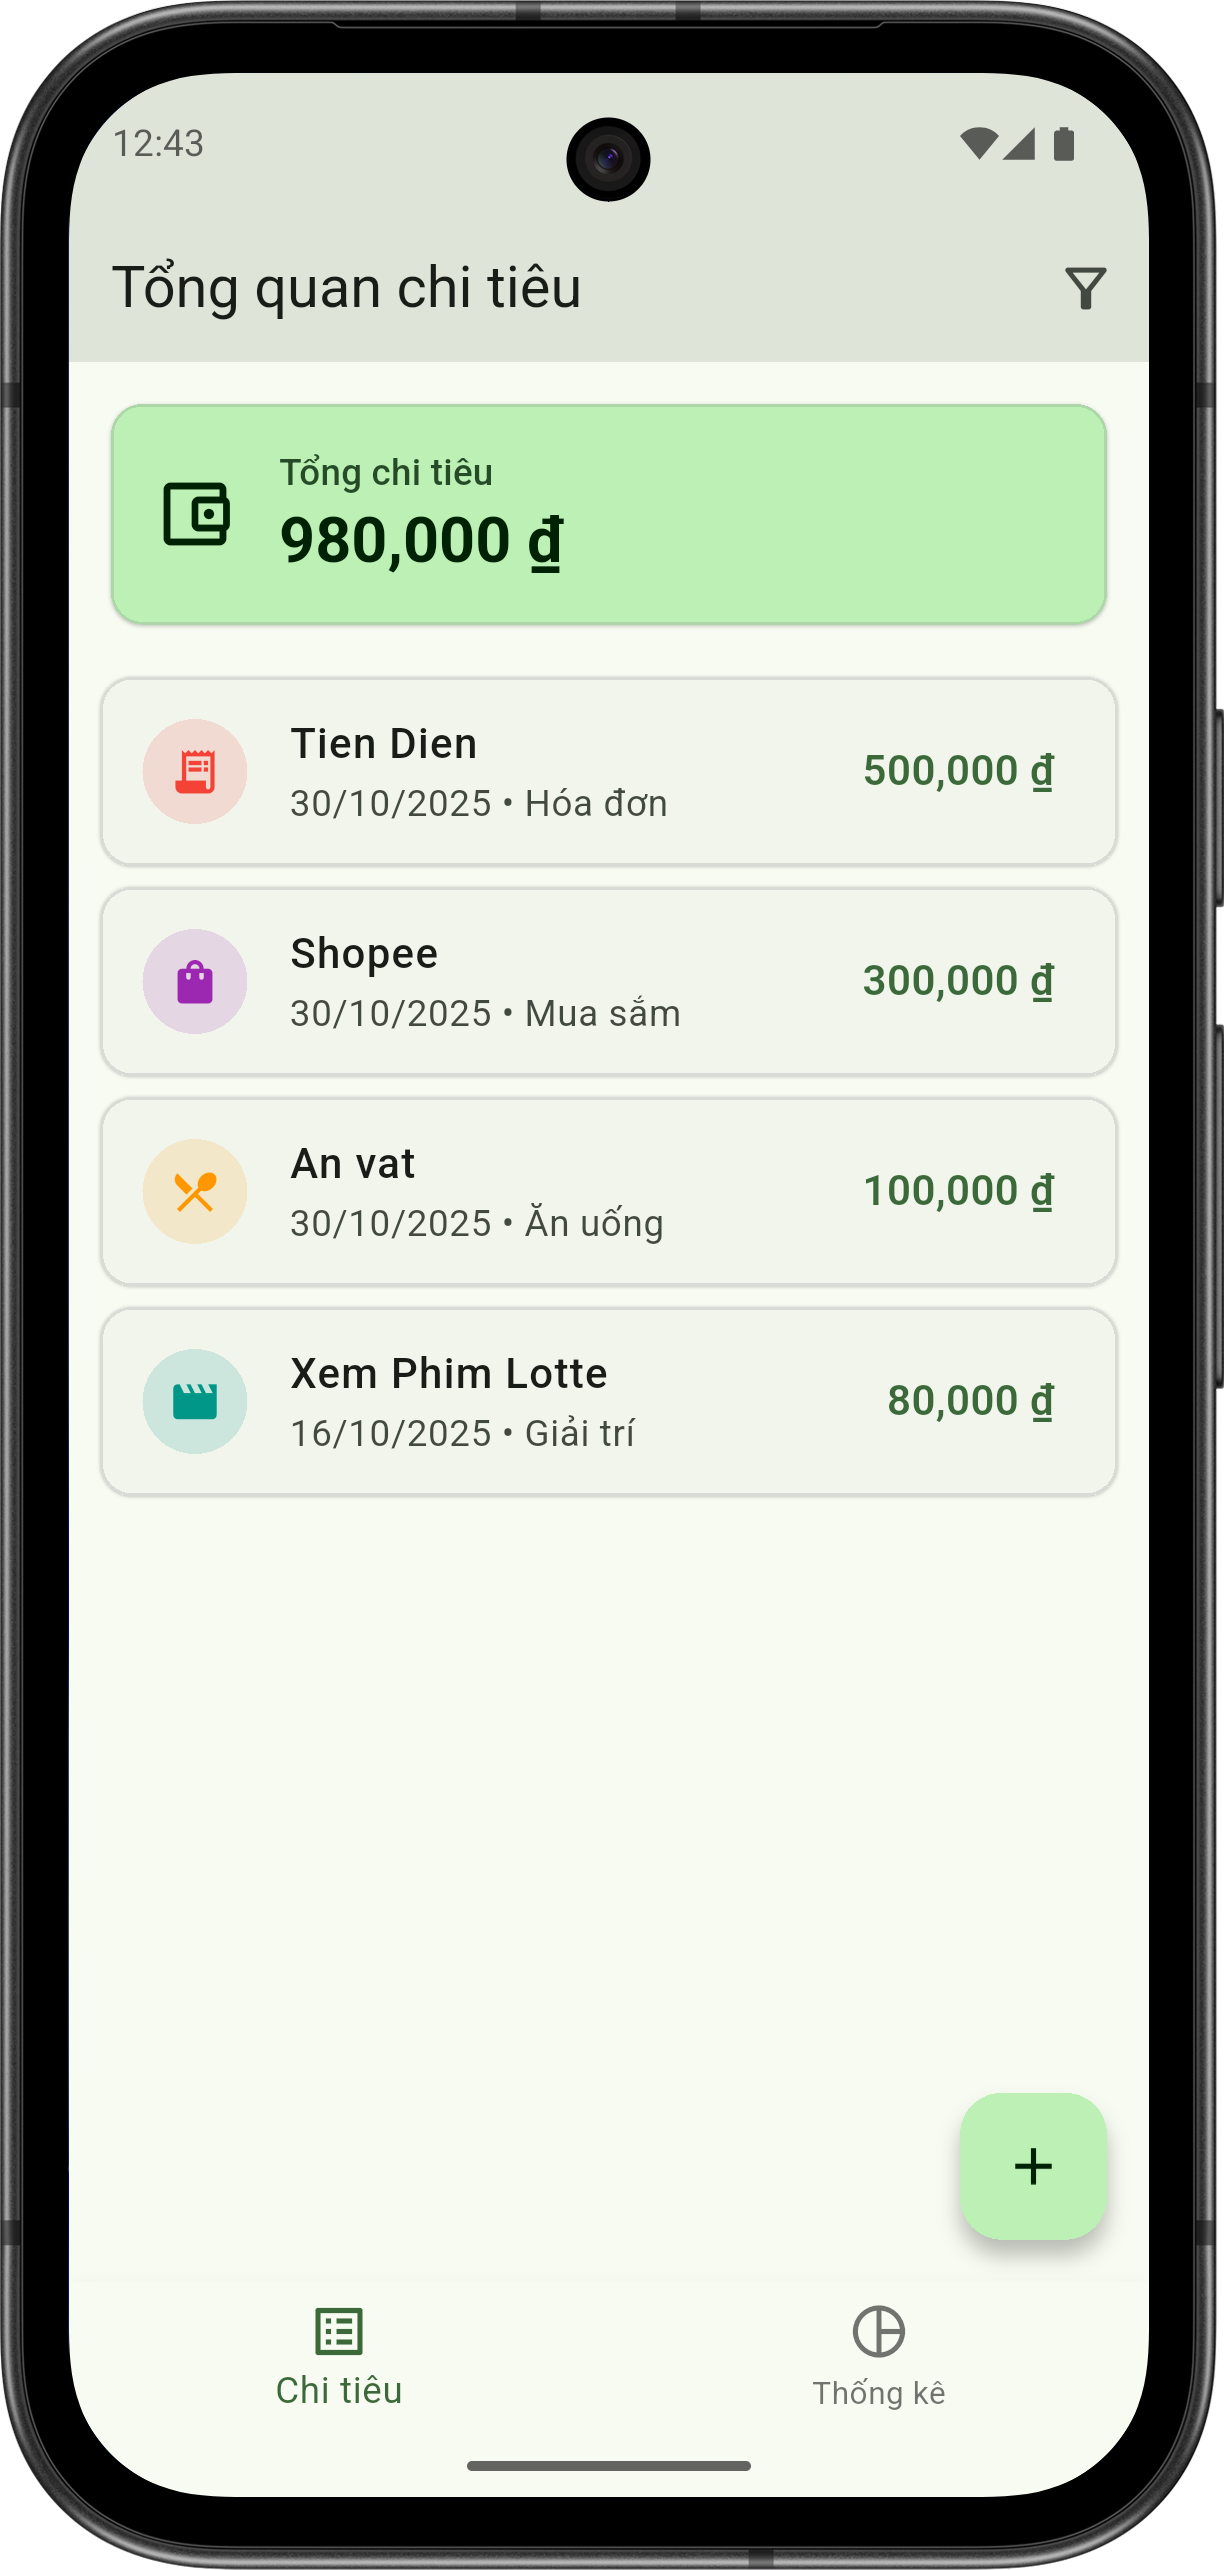 12:43
Tổng quan chi tiêu
Tổng chi tiêu
980,000 ₫
Tien Dien
30/10/2025 • Hóa đơn
500,000 ₫
Shopee
30/10/2025 • Mua sắm
300,000 ₫
An vat
30/10/2025 • Ăn uống
100,000 ₫
Xem Phim Lotte
16/10/2025 • Giải trí
80,000 ₫
+
Chi tiêu
Thống kê